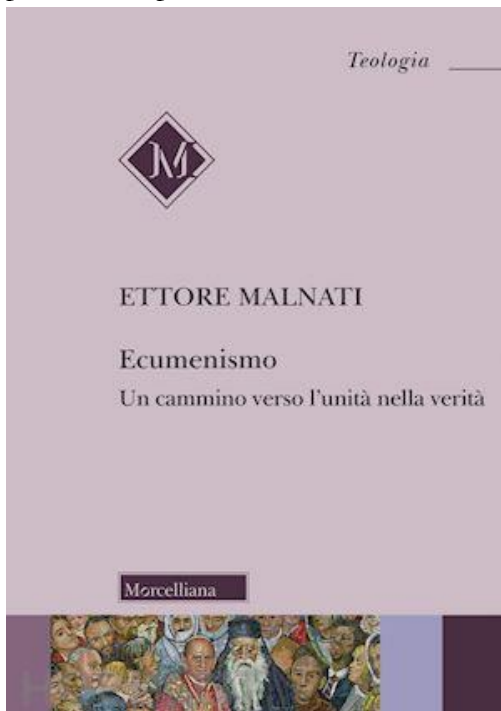 Teologia
M
ETTORE MALNATI
Ecumenismo
Un cammino verso l'unità nella verità
Morcelliana